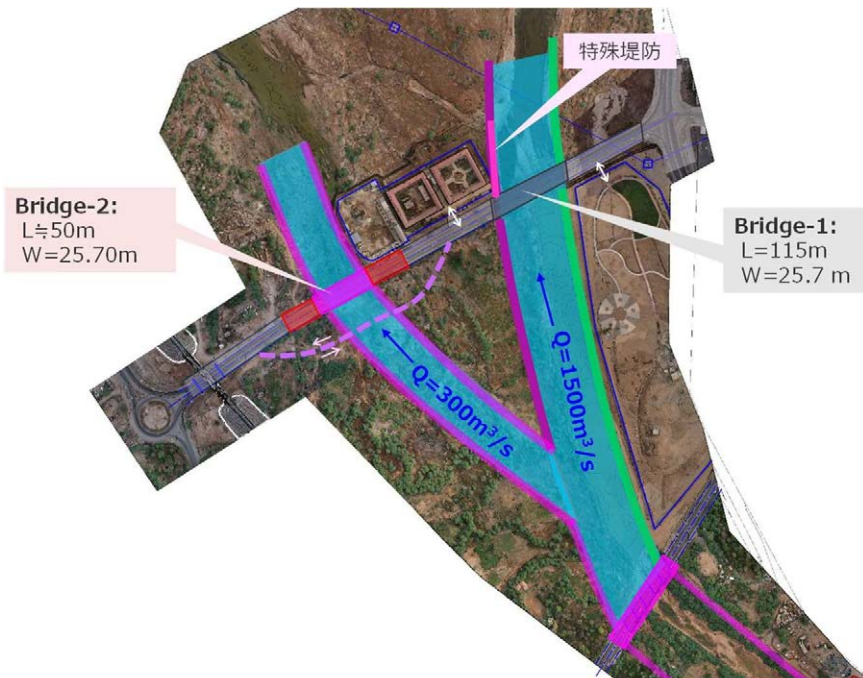 特殊堤防
Bridge-2:
L≒50m
W=25.70m
Bridge-1:
L=115m
W=25.7 m
Q=300m³/s
Q=1500m³/s